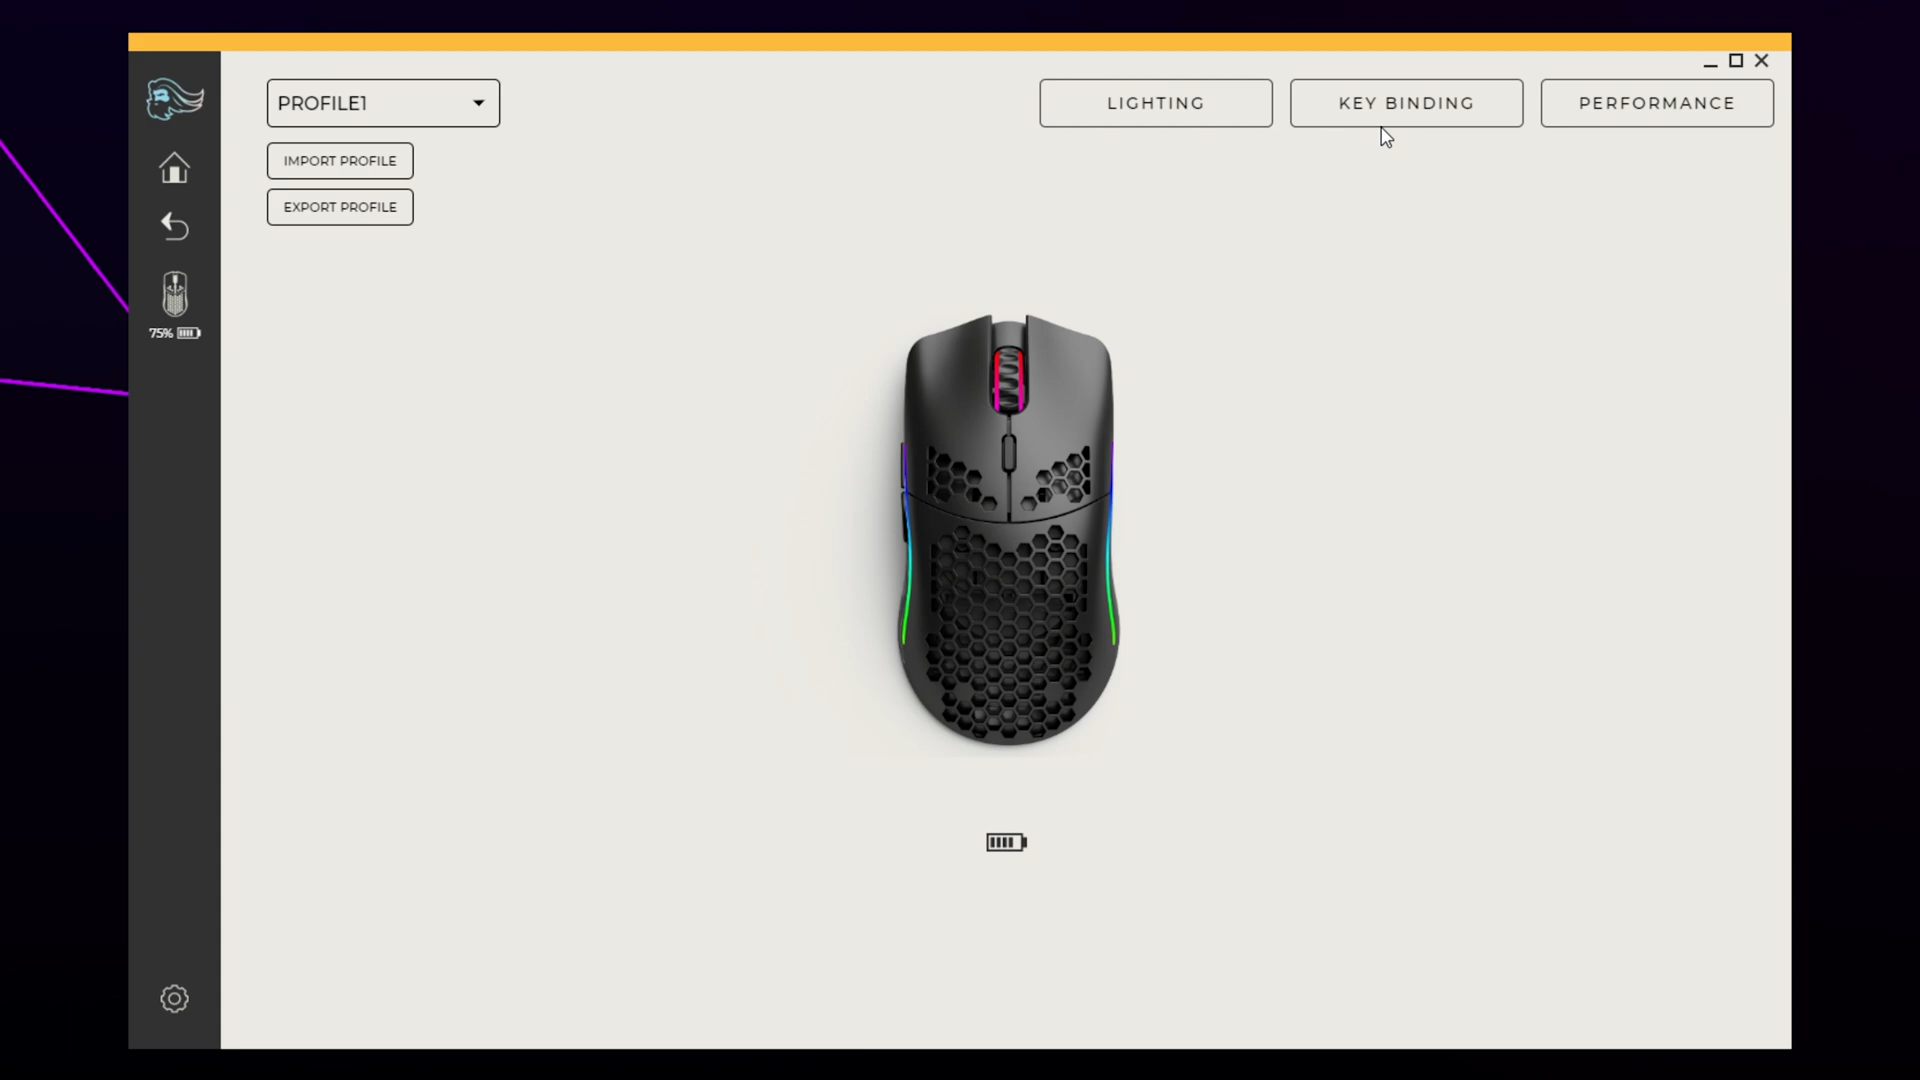 PROFILE1
LIGHTING
KEY BINDING
PERFORMANCE
IMPORT PROFILE
EXPORT PROFILE
75%